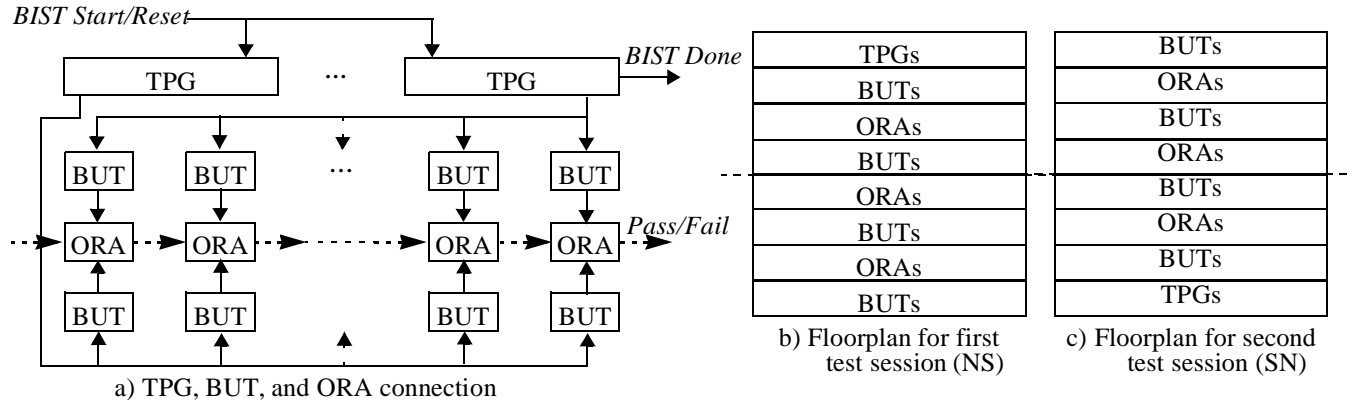 BIST Start/Reset
TPG
...
TPG
BIST Done
BUT
BUT
...
BUT
BUT
ORA
ORA
ORA
ORA
Pass/Fail
BUT
BUT
BUT
BUT
a) TPG, BUT, and ORA connection
TPGs
BUTs
ORAs
BUTs
ORAs
BUTs
ORAs
BUTs
b) Floorplan for first
test session (NS)
BUTs
ORAs
BUTs
ORAs
BUTs
ORAs
BUTs
TPGs
c) Floorplan for second
test session (SN)